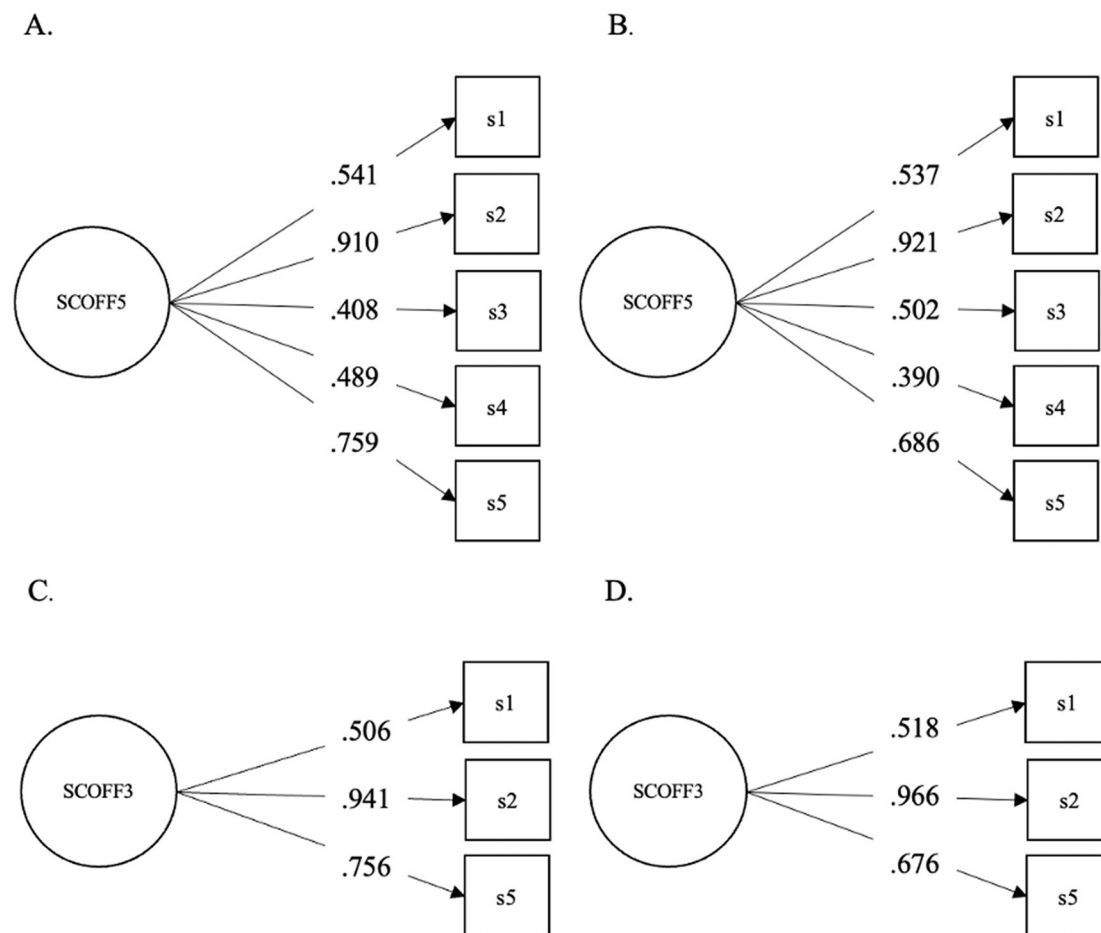 A.
SCOFF5
.541
.910
.408
.489
.759
s1
s2
s3
s4
s5
B.
SCOFF5
.537
.921
.502
.390
.686
s1
s2
s3
s4
s5
C.
SCOFF3
.506
.941
.756
s1
s2
s5
D.
SCOFF3
.518
.966
.676
s1
s2
s5